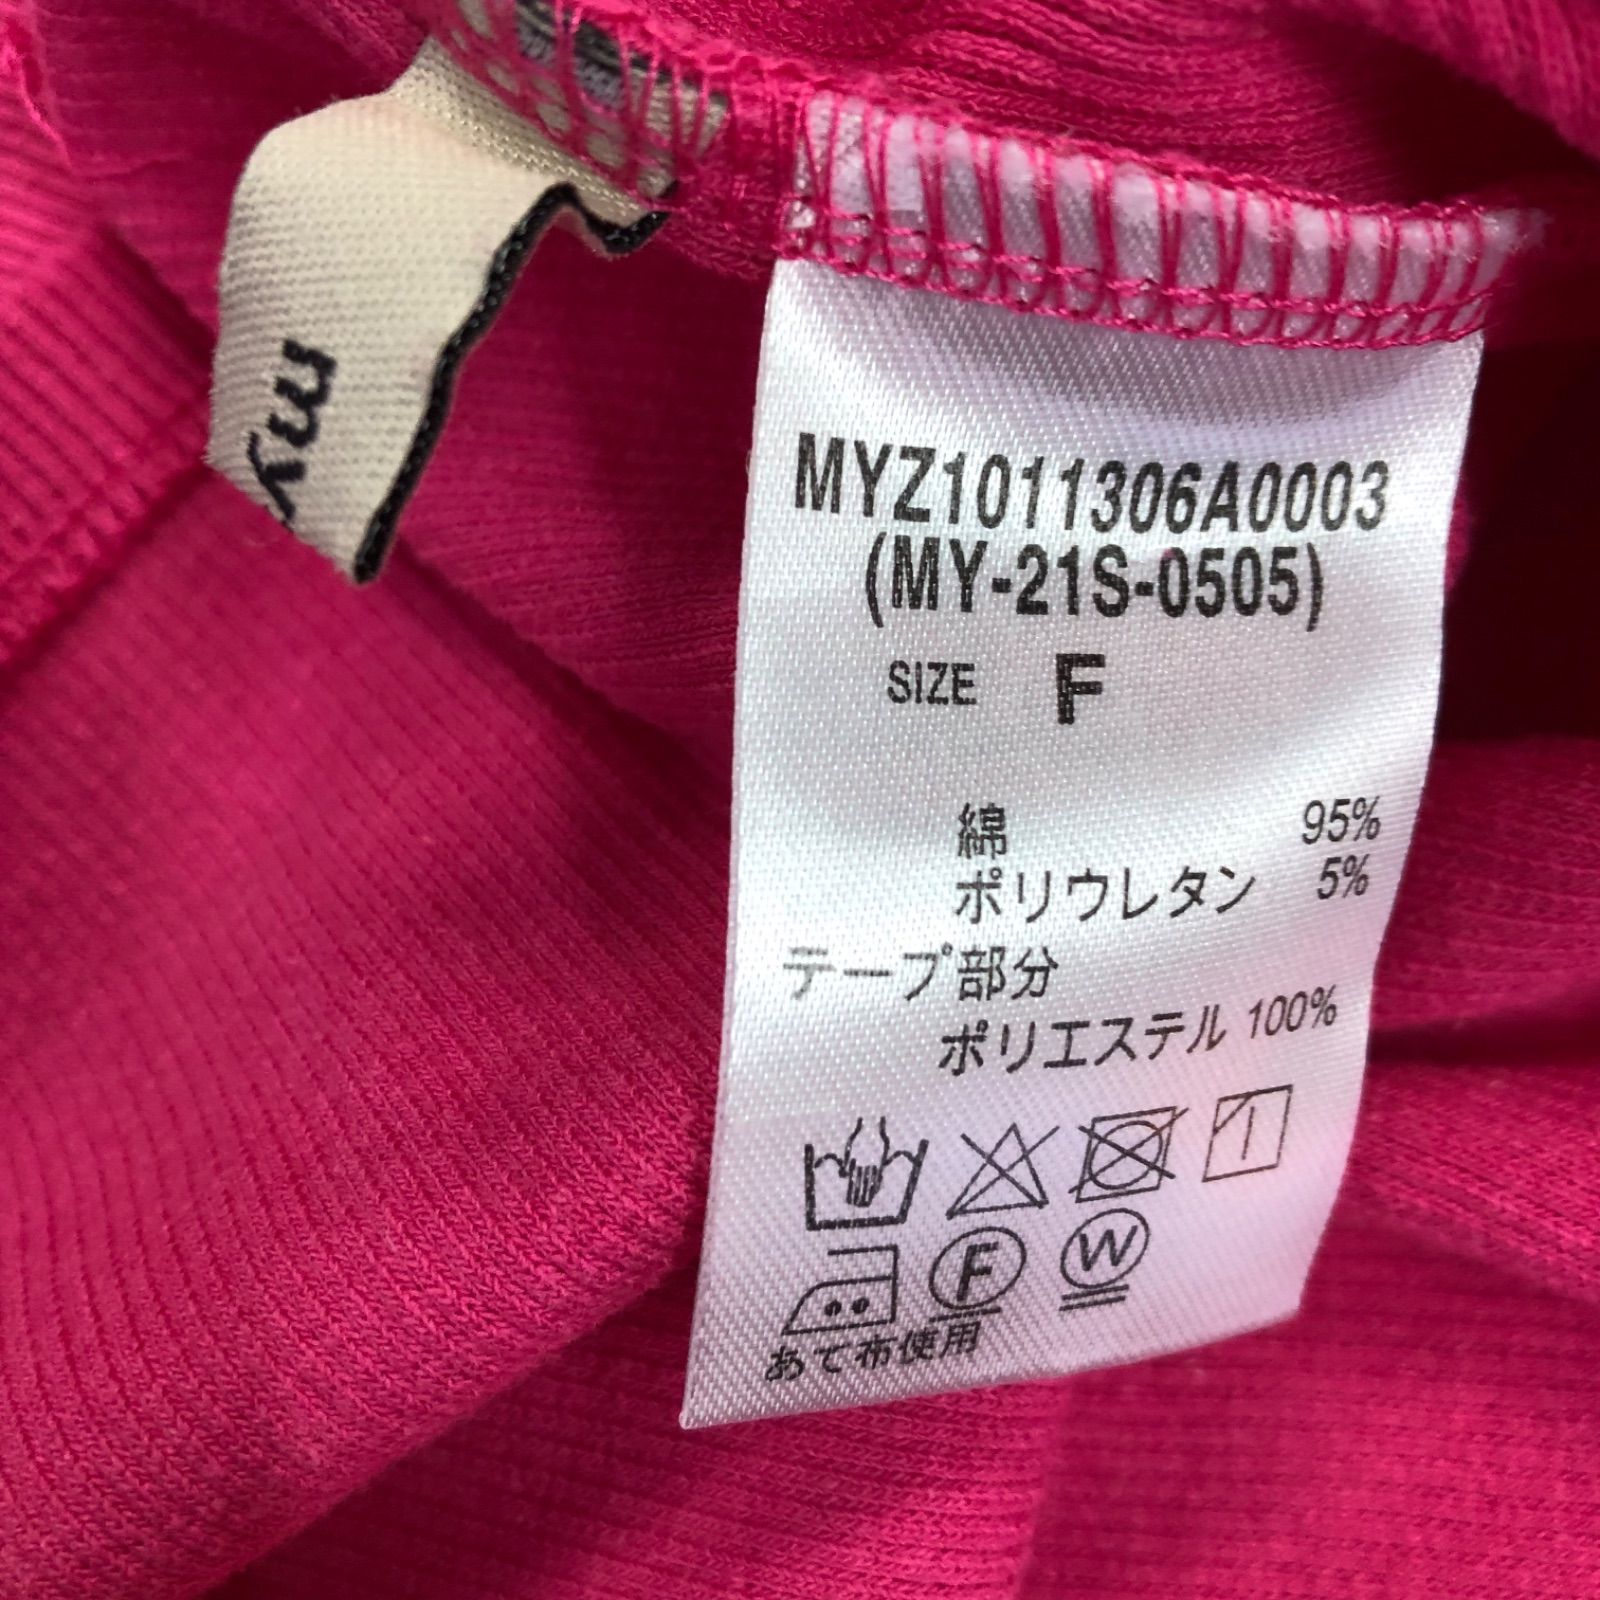 my
MYZ1011306A0003
(MY-21S-0505)
SIZE F
綿 95%
ポリウレタン 5%
テープ部分
ポリエステル 100%
F W
あて布使用